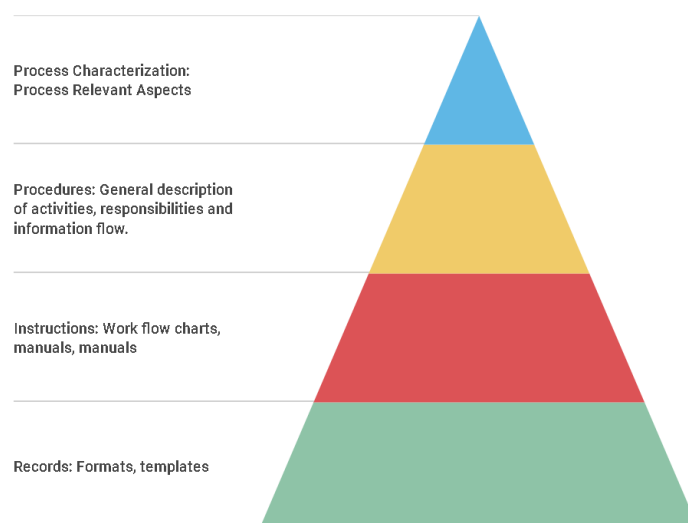 Process Characterization:
Process Relevant Aspects
Procedures: General description
of activities, responsibilities and
information flow.
Instructions: Work flow charts,
manuals, manuals
Records: Formats, templates